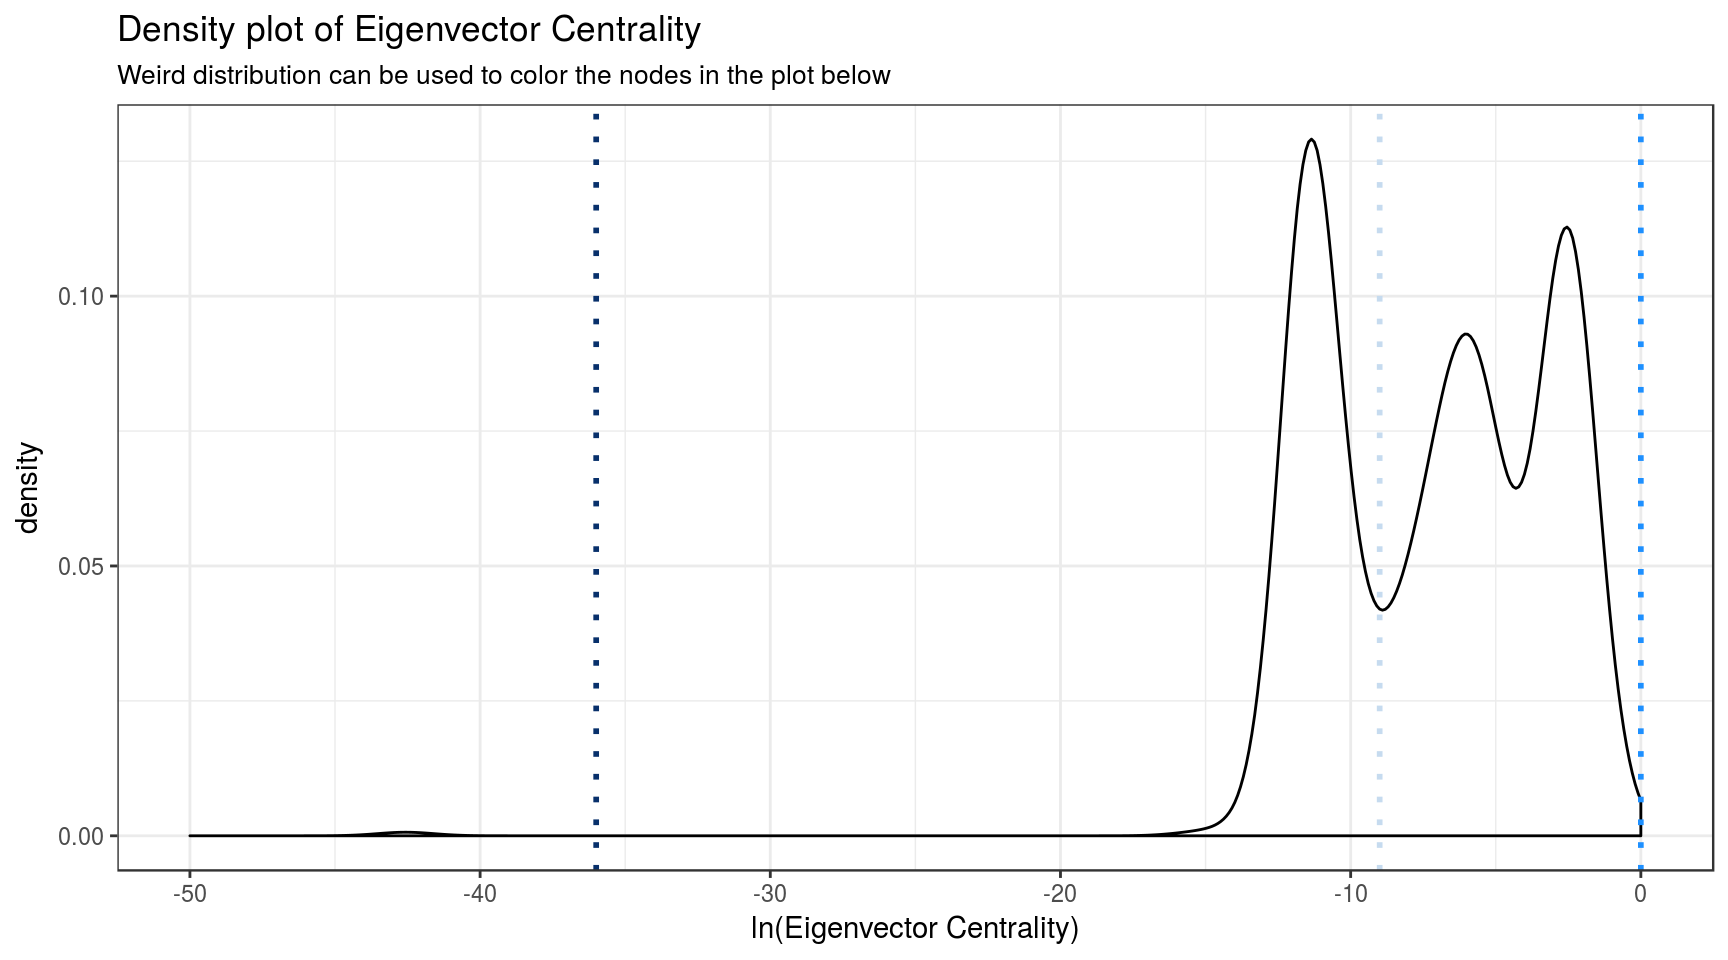 Density plot of Eigenvector Centrality
Weird distribution can be used to color the nodes in the plot below
density
0.10
0.05
0.00
-50
-40
-30
-20
-10
0
ln(Eigenvector Centrality)